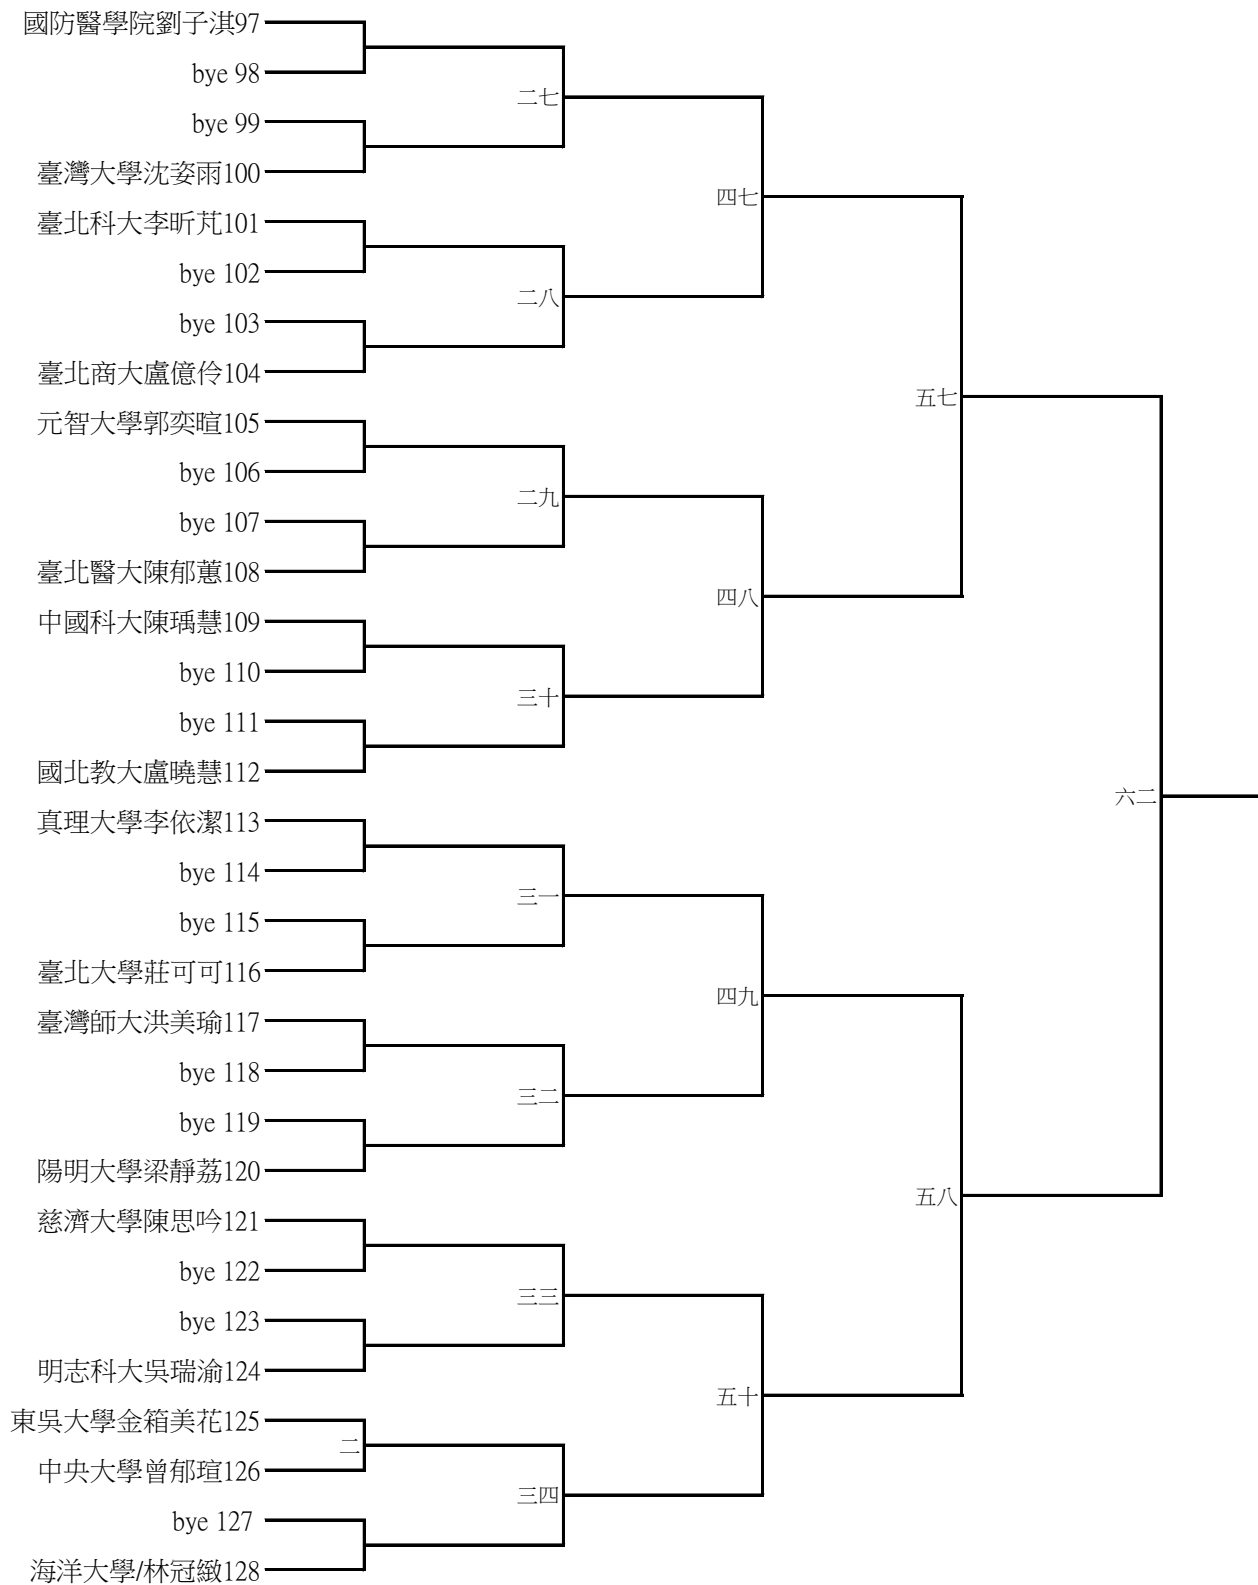 國防醫學院劉子淇97
bye 98
二七
bye 99
臺灣大學沈姿雨100
四七
臺北科大李昕芃101
bye 102
二八
bye 103
臺北商大盧億伶104
五七
元智大學郭奕暄105
bye 106
二九
bye 107
臺北醫大陳郁蕙108
四八
中國科大陳瑀慧109
bye 110
三十
bye 111
國北教大盧曉慧112
六二
真理大學李依潔113
bye 114
三一
bye 115
臺北大學莊可可116
四九
臺灣師大洪美瑜117
bye 118
三二
bye 119
陽明大學梁靜荔120
五八
慈濟大學陳思吟121
bye 122
三三
bye 123
明志科大吳瑞渝124
五十
東吳大學金箱美花125
二
中央大學曾郁瑄126
三四
bye 127
海洋大學/林冠緻128